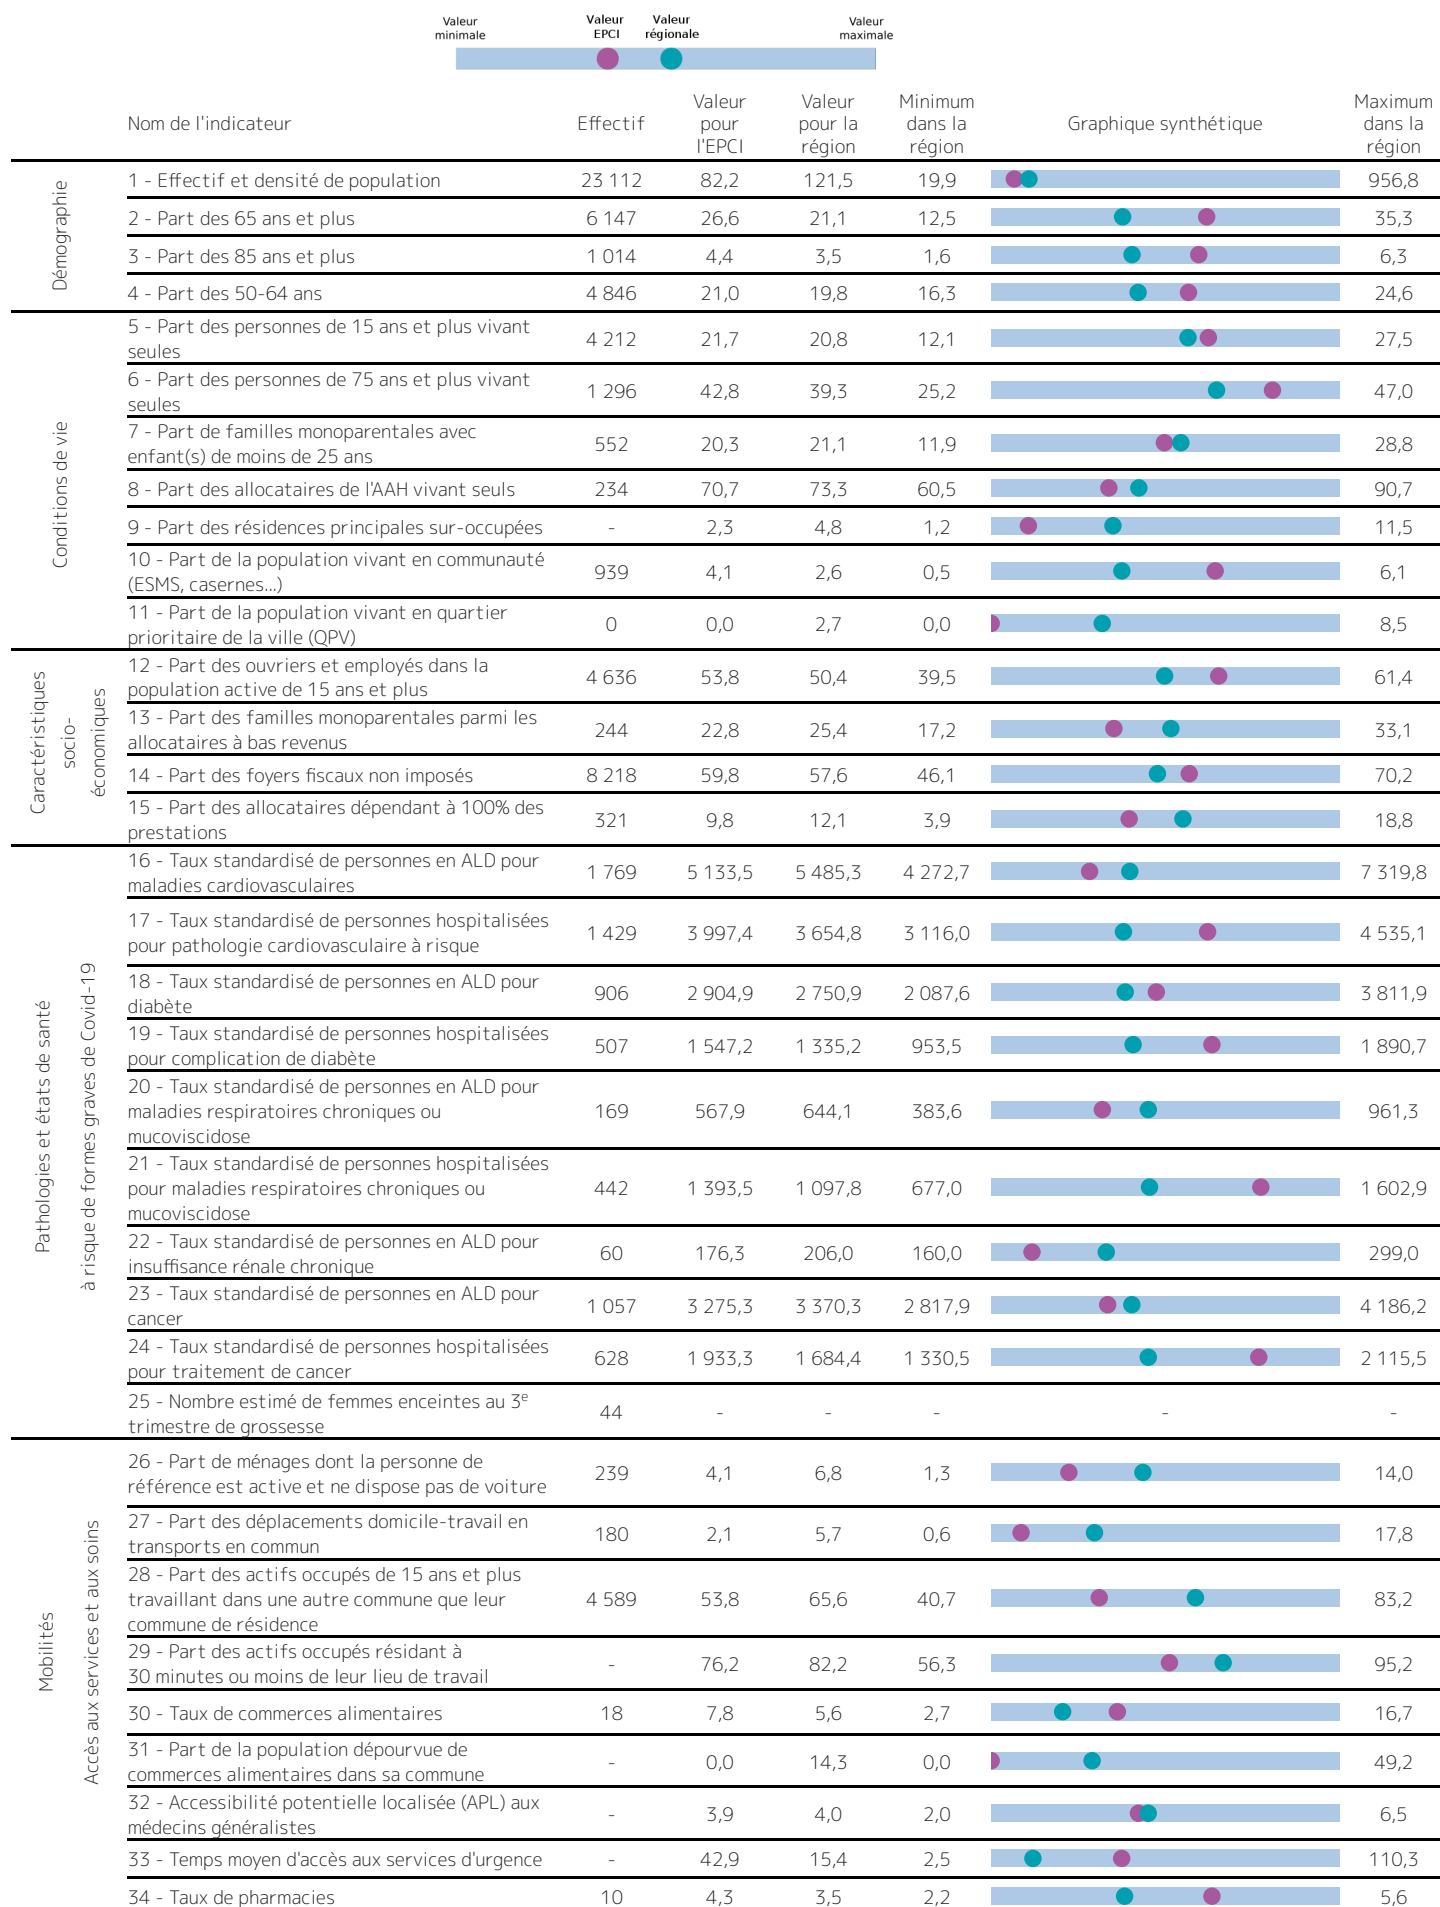 Valeur
minimale
Valeur
EPCI
Valeur
régionale
Valeur
maximale
Nom de l'indicateur
Effectif
Valeur
pour
l'EPCI
Valeur
pour la
région
Minimum
dans la
région
Graphique synthétique
Maximum
dans la
région
Démographie
1 - Effectif et densité de population 23 112 82,2 121,5 19,9 956,8
2 - Part des 65 ans et plus 6 147 26,6 21,1 12,5 35,3
3 - Part des 85 ans et plus 1 014 4,4 3,5 1,6 6,3
4 - Part des 50-64 ans 4 846 21,0 19,8 16,3 24,6
Conditions de vie
5 - Part des personnes de 15 ans et plus vivant
seules 4 212 21,7 20,8 12,1 27,5
6 - Part des personnes de 75 ans et plus vivant
seules 1 296 42,8 39,3 25,2 47,0
7 - Part de familles monoparentales avec
enfant(s) de moins de 25 ans 552 20,3 21,1 11,9 28,8
8 - Part des allocataires de l'AAH vivant seuls 234 70,7 73,3 60,5 90,7
9 - Part des résidences principales sur-occupées - 2,3 4,8 1,2 11,5
10 - Part de la population vivant en communauté
(ESMS, casernes...) 939 4,1 2,6 0,5 6,1
11 - Part de la population vivant en quartier
prioritaire de la ville (QPV) 0 0,0 2,7 0,0 8,5
Caractéristiques
socio-
économiques
12 - Part des ouvriers et employés dans la
population active de 15 ans et plus 4 636 53,8 50,4 39,5 61,4
13 - Part des familles monoparentales parmi les
allocataires à bas revenus 244 22,8 25,4 17,2 33,1
14 - Part des foyers fiscaux non imposés 8 218 59,8 57,6 46,1 70,2
15 - Part des allocataires dépendant à 100% des
prestations 321 9,8 12,1 3,9 18,8
Pathologies et états de santé
à risque de formes graves de Covid-19
16 - Taux standardisé de personnes en ALD pour
maladies cardiovasculaires 1 769 5 133,5 5 485,3 4 272,7 7 319,8
17 - Taux standardisé de personnes hospitalisées
pour pathologie cardiovasculaire à risque 1 429 3 997,4 3 654,8 3 116,0 4 535,1
18 - Taux standardisé de personnes en ALD pour
diabète 906 2 904,9 2 750,9 2 087,6 3 811,9
19 - Taux standardisé de personnes hospitalisées
pour complication de diabète 507 1 547,2 1 335,2 953,5 1 890,7
20 - Taux standardisé de personnes en ALD pour
maladies respiratoires chroniques ou
mucoviscidose 169 567,9 644,1 383,6 961,3
21 - Taux standardisé de personnes hospitalisées
pour maladies respiratoires chroniques ou
mucoviscidose 442 1 393,5 1 097,8 677,0 1 602,9
22 - Taux standardisé de personnes en ALD pour
insuffisance rénale chronique 60 176,3 206,0 160,0 299,0
23 - Taux standardisé de personnes en ALD pour
cancer 1 057 3 275,3 3 370,3 2 817,9 4 186,2
24 - Taux standardisé de personnes hospitalisées
pour traitement de cancer 628 1 933,3 1 684,4 1 330,5 2 115,5
25 - Nombre estimé de femmes enceintes au 3e
trimestre de grossesse 44 - - - - -
Mobilités
Accès aux services et aux soins
26 - Part de ménages dont la personne de
référence est active et ne dispose pas de voiture 239 4,1 6,8 1,3 14,0
27 - Part des déplacements domicile-travail en
transports en commun 180 2,1 5,7 0,6 17,8
28 - Part des actifs occupés de 15 ans et plus
travaillant dans une autre commune que leur
commune de résidence 4 589 53,8 65,6 40,7 83,2
29 - Part des actifs occupés résidant à
30 minutes ou moins de leur lieu de travail - 76,2 82,2 56,3 95,2
30 - Taux de commerces alimentaires 18 7,8 5,6 2,7 16,7
31 - Part de la population dépourvue de
commerces alimentaires dans sa commune - 0,0 14,3 0,0 49,2
32 - Accessibilité potentielle localisée (APL) aux
médecins généralistes - 3,9 4,0 2,0 6,5
33 - Temps moyen d'accès aux services d'urgence - 42,9 15,4 2,5 110,3
34 - Taux de pharmacies 10 4,3 3,5 2,2 5,6